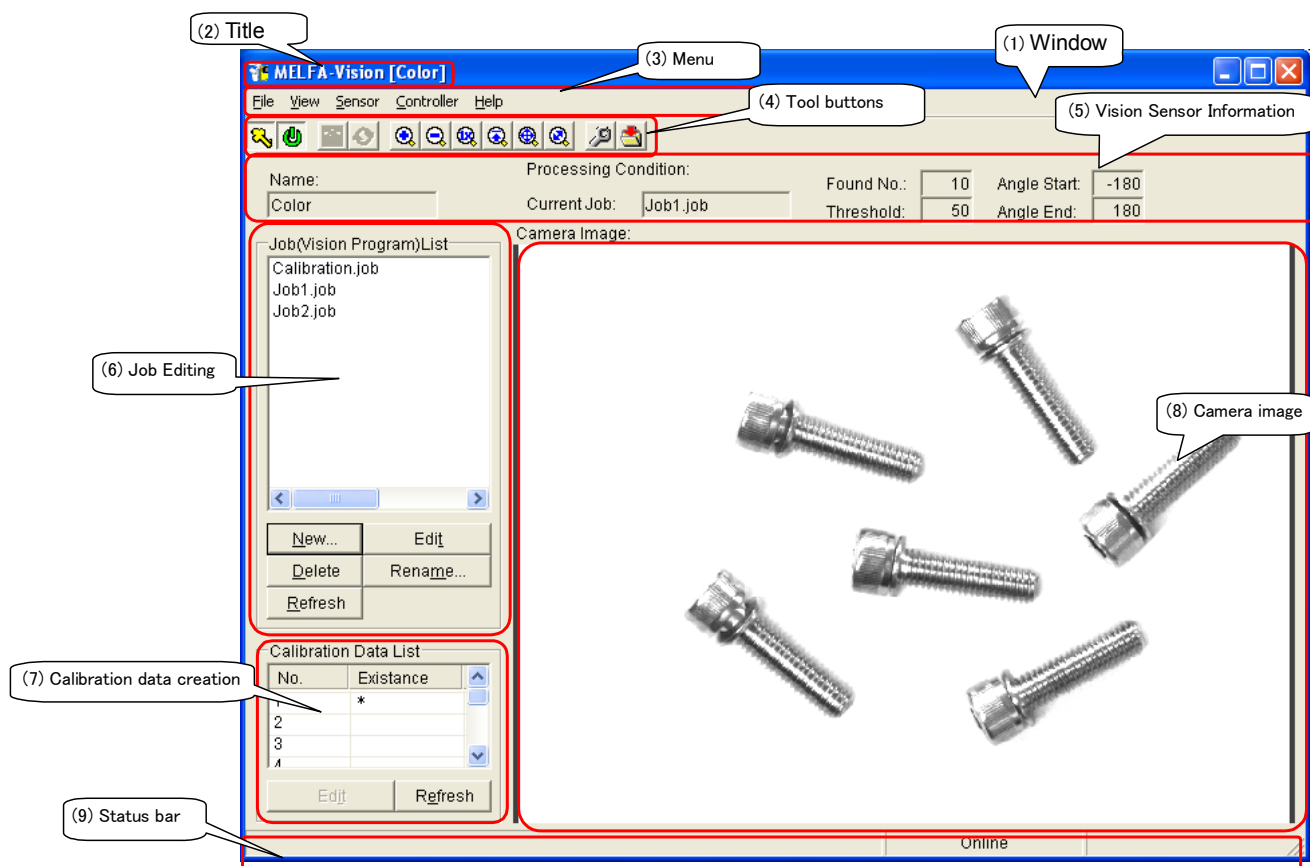 (2) Title
(1) Window
MELFA-Vision [Color]
(3) Menu
File View Sensor Controller Help
(4) Tool buttons
(5) Vision Sensor Information
Name:
Color
Processing Condition:
Current Job: Job1.job
Found No.: 10
Threshold: 50
Angle Start: -180
Angle End: 180
Job(Vision Program)List
Calibration.job
Job1.job
Job2.job
(6) Job Editing
New... Edit
Delete Rename...
Refresh
Camera Image:
(8) Camera image
Calibration Data List
No. Existance
(7) Calibration data creation
1 *
2
3
4
Edit Refresh
(9) Status bar
Online